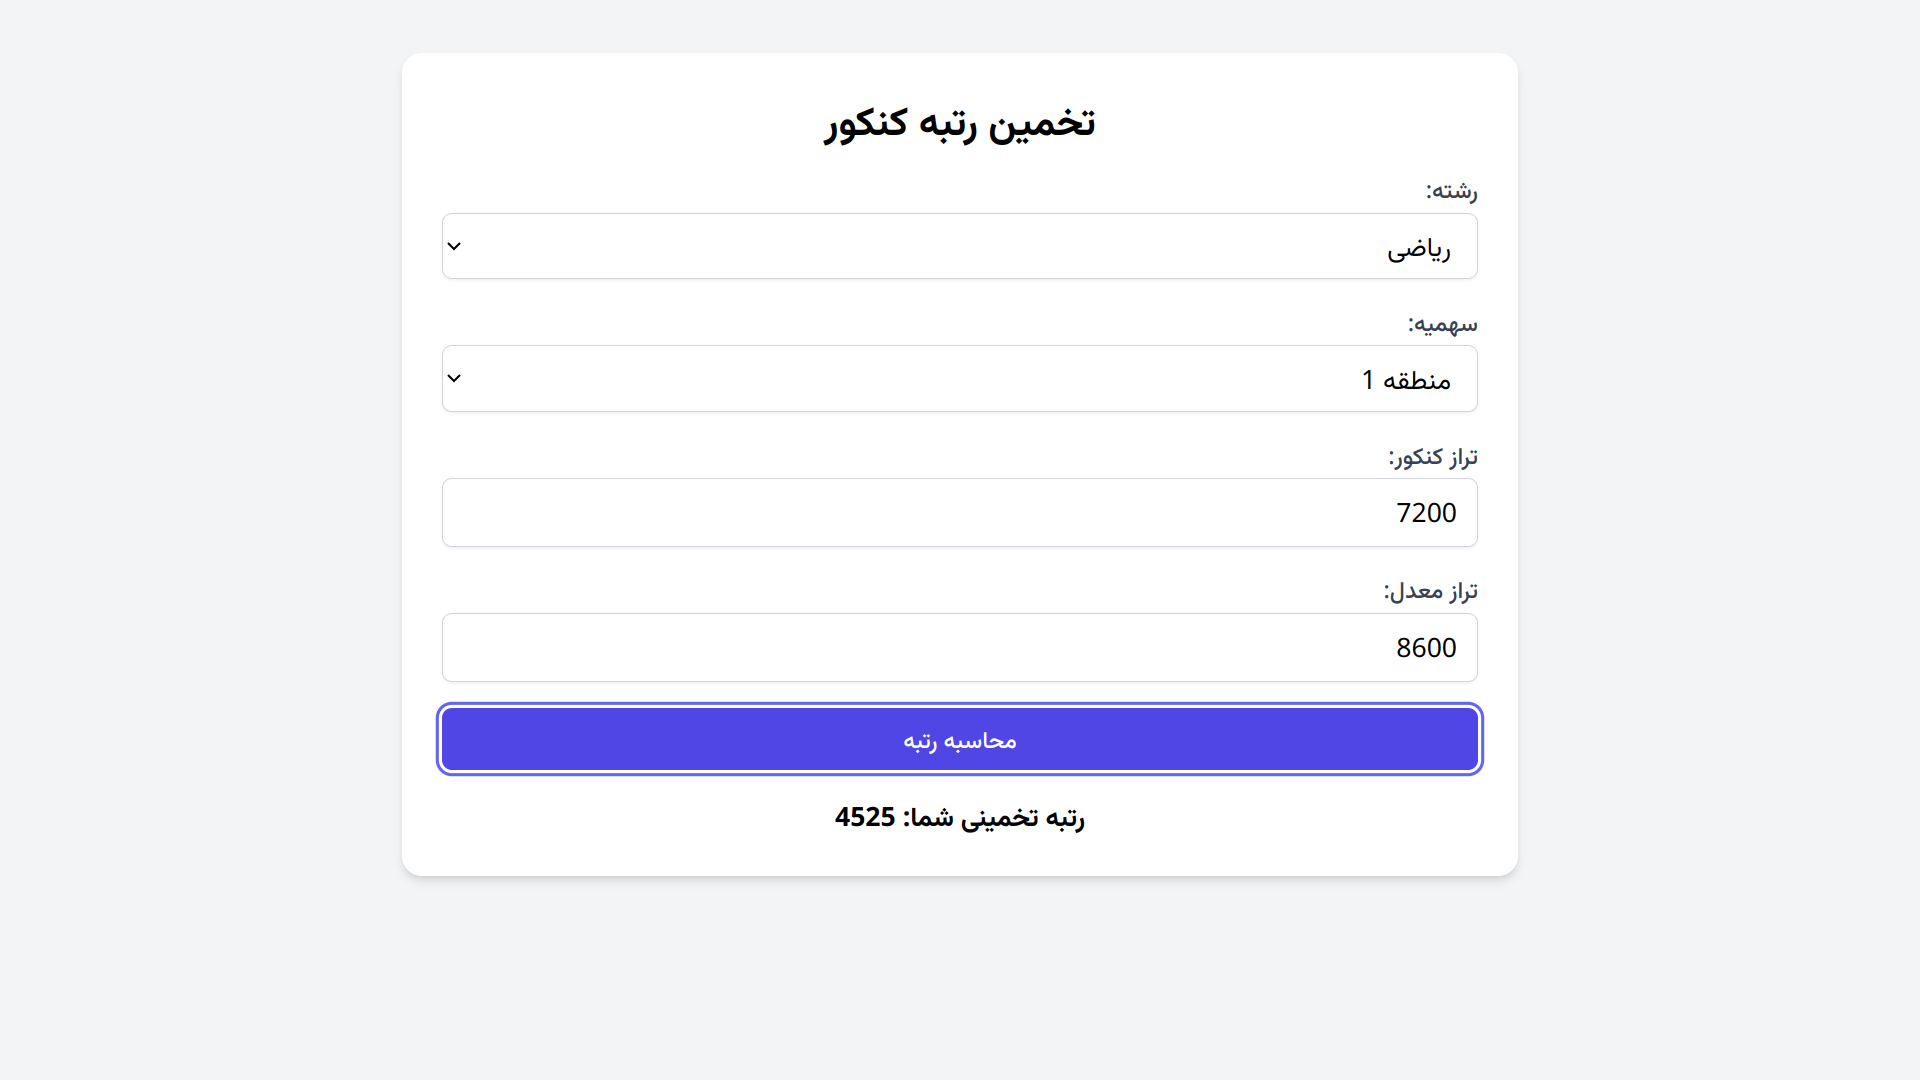 تخمین رتبه کنکور
رشته:
ریاضی
سهمیه:
منطقه 1
تراز کنکور:
7200
تراز معدل:
8600
محاسبه رتبه
رتبه تخمینی شما: 4525